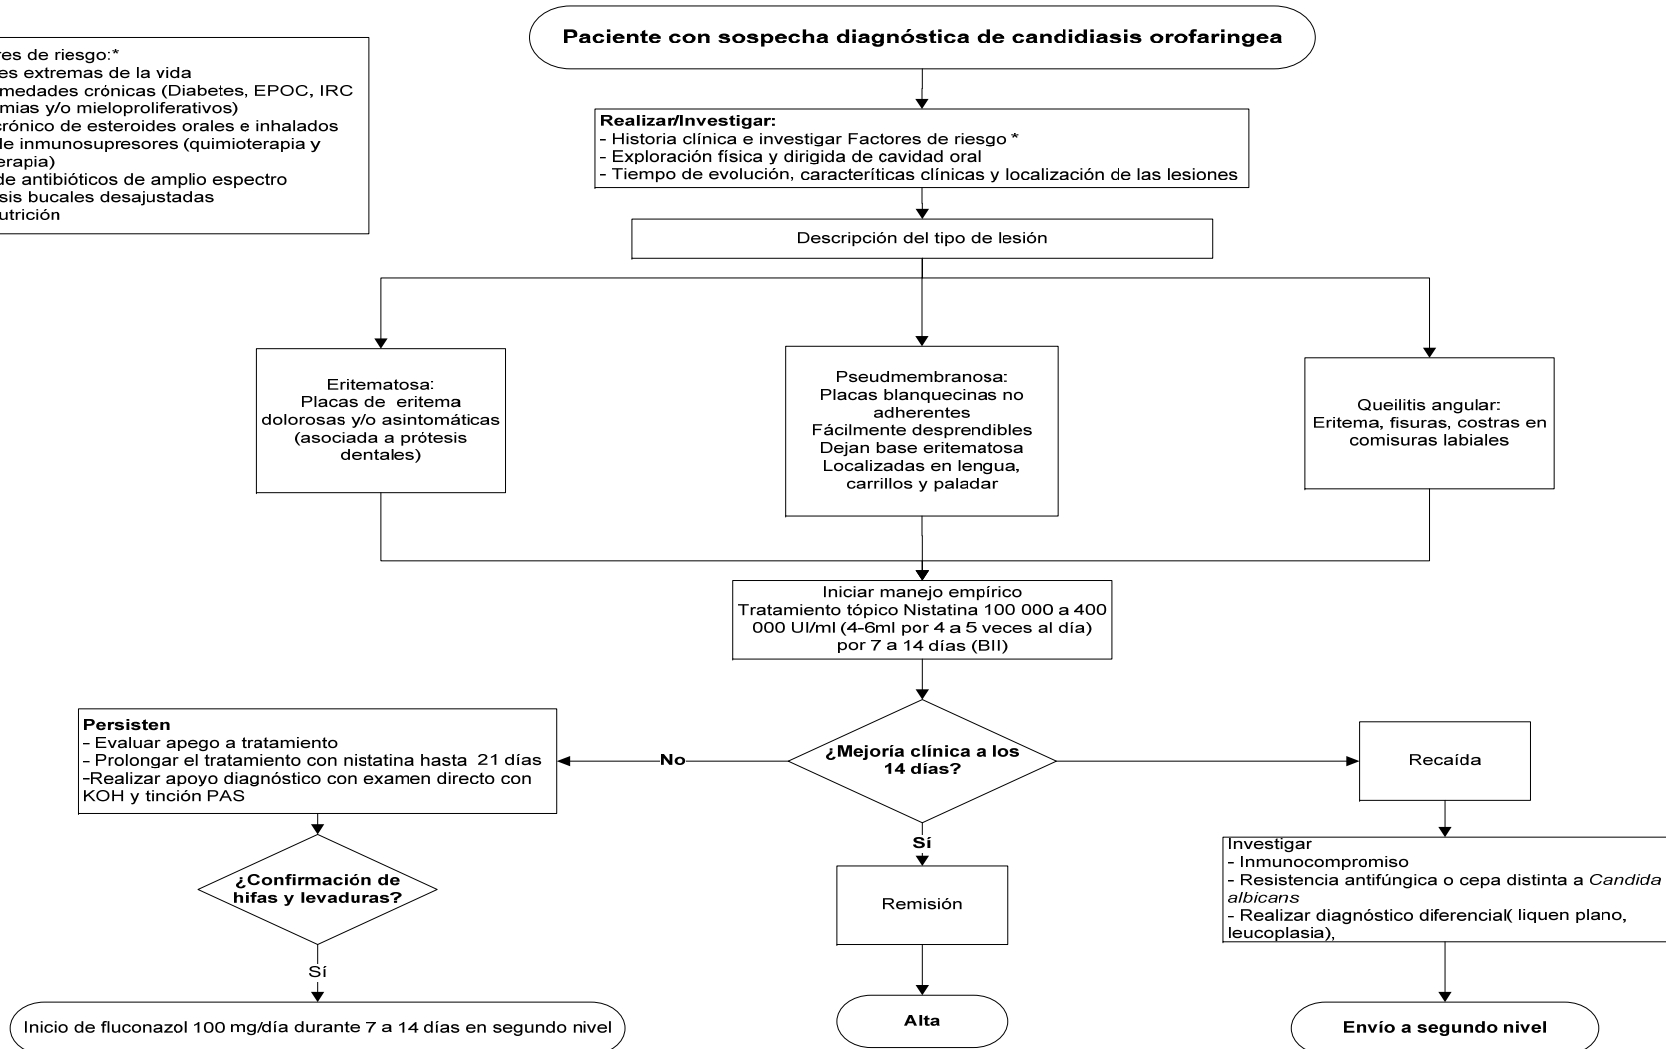 Paciente con sospecha diagnóstica de candidiasis orofaringea
res de riesgo:*
es extremas de la vida
medades crónicas (Diabetes, EPOC, IRC
mias y/o mieloproliferativos)
crónico de esteroides orales e inhalados
le inmunosupresores (quimioterapia y
erapia)
de antibióticos de amplio espectro
sis bucales desajustadas
utrición
Realizar/Investigar:
- Historia clínica e investigar Factores de riesgo *
- Exploración física y dirigida de cavidad oral
- Tiempo de evolución, caracteríticas clínicas y localización de las lesiones
Descripción del tipo de lesión
Eritematosa:
Placas de eritema
dolorosas y/o asintomáticas
(asociada a prótesis
dentales)
Pseudmembranosa:
Placas blanquecinas no
adherentes
Fácilmente desprendibles
Dejan base eritematosa
Localizadas en lengua,
carrillos y paladar
Queilitis angular:
Eritema, fisuras, costras en
comisuras labiales
Iniciar manejo empírico
Tratamiento tópico Nistatina 100 000 a 400
000 UI/ml (4-6ml por 4 a 5 veces al día)
por 7 a 14 días (BII)
¿Mejoría clínica a los
14 días?
No
Persisten
- Evaluar apego a tratamiento
- Prolongar el tratamiento con nistatina hasta 21 días
-Realizar apoyo diagnóstico con examen directo con
KOH y tinción PAS
¿Confirmación de
hifas y levaduras?
Sí
Inicio de fluconazol 100 mg/día durante 7 a 14 días en segundo nivel
Sí
Remisión
Alta
Recaída
Investigar
- Inmunocompromiso
- Resistencia antifúngica o cepa distinta a Candida
albicans
- Realizar diagnóstico diferencial( liquen plano,
leucoplasia),
Envío a segundo nivel